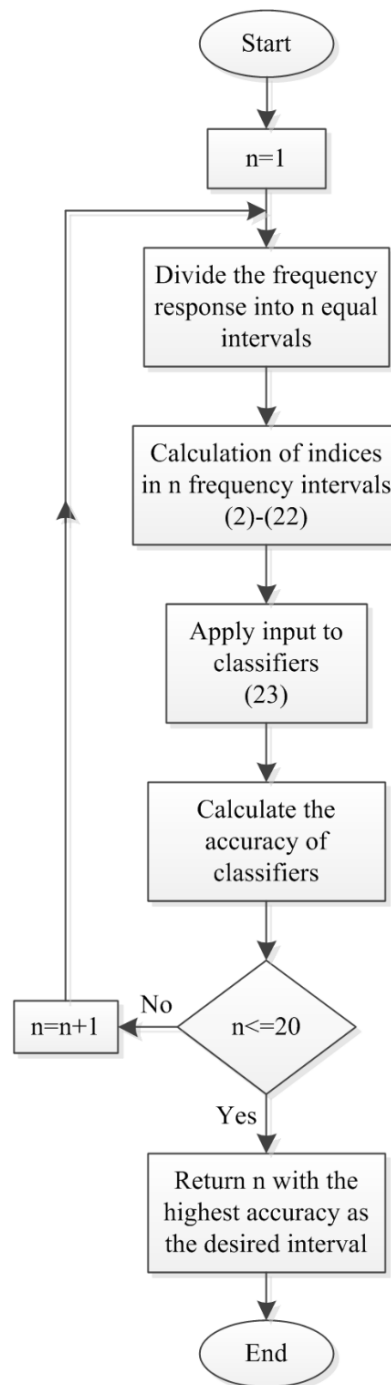 Start
n=1
Divide the frequency
response into n equal
intervals
Calculation of indices
in n frequency intervals
(2)-(22)
Apply input to
classifiers
(23)
Calculate the
accuracy of
classifiers
No
n=n+1
n<=20
Yes
Return n with the
highest accuracy as
the desired interval
End